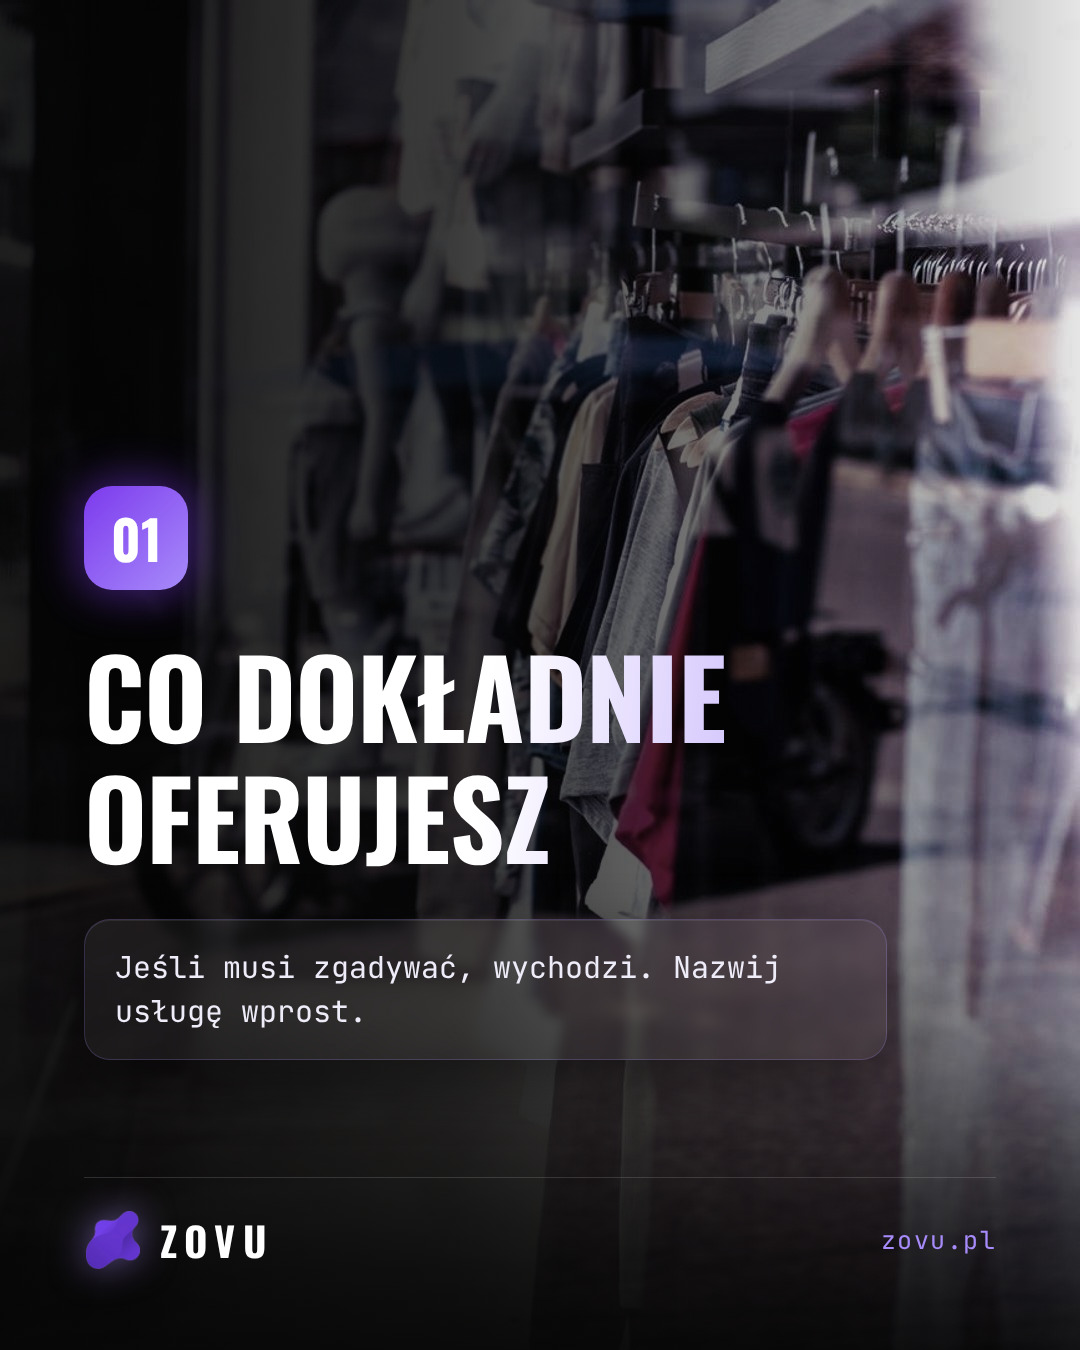 01
CO DOKŁADNIE
OFERUJESZ
Jeśli musi zgadywać, wychodzi. Nazwij
usługę wprost.
ZOVU
zovu.pl